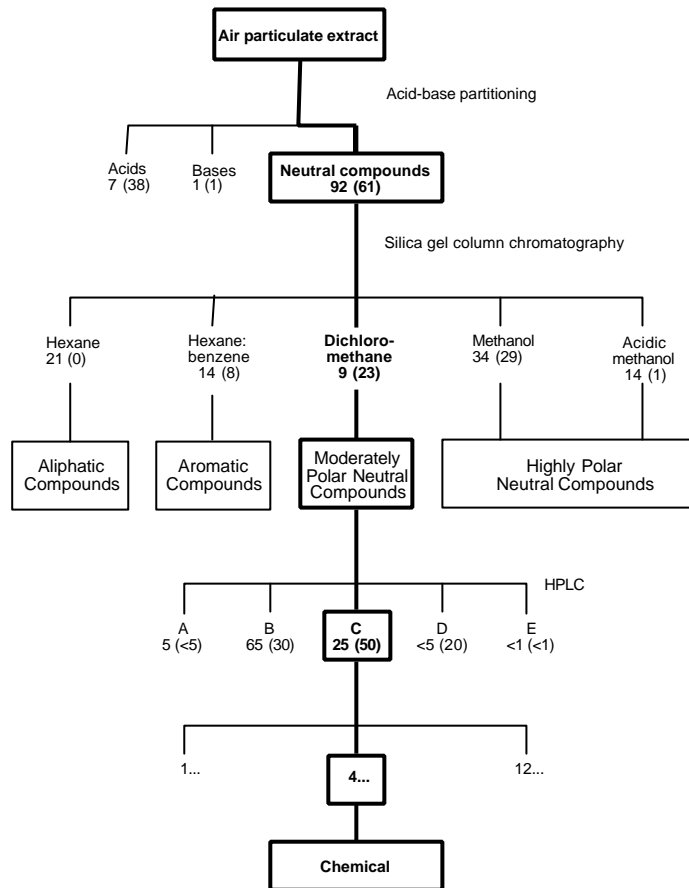 Air particulate extract
Acid-base partitioning
Acids
7 (38)
Bases
1 (1)
Neutral compounds
92 (61)
Silica gel column chromatography
Hexane
21 (0)
Hexane:
benzene
14 (8)
Dichloro-
methane
9 (23)
Methanol
34 (29)
Acidic
methanol
14 (1)
Aliphatic
Compounds
Aromatic
Compounds
Moderately
Polar Neutral
Compounds
Highly Polar
Neutral Compounds
HPLC
A
5 (<5)
B
65 (30)
C
25 (50)
D
<5 (20)
E
<1 (<1)
1...
4...
12...
Chemical